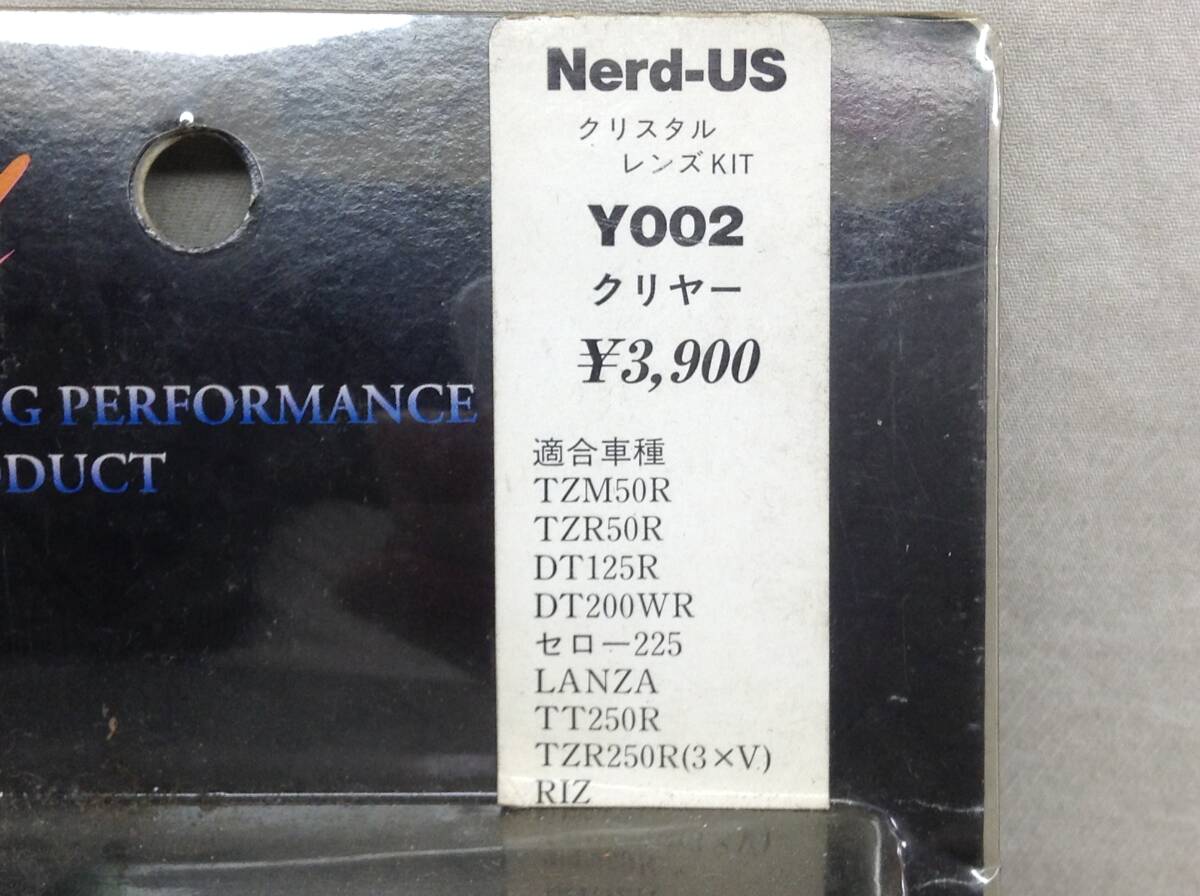 Nerd-US
クリスタル
レンズKIT
Y002
クリヤー
¥3,900
PERFORMANCE
適合車種
TZM50R
TZR50R
DT125R
DT200WR
セロー225
LANZA
TT250R
TZR250R(3×V)
RIZ